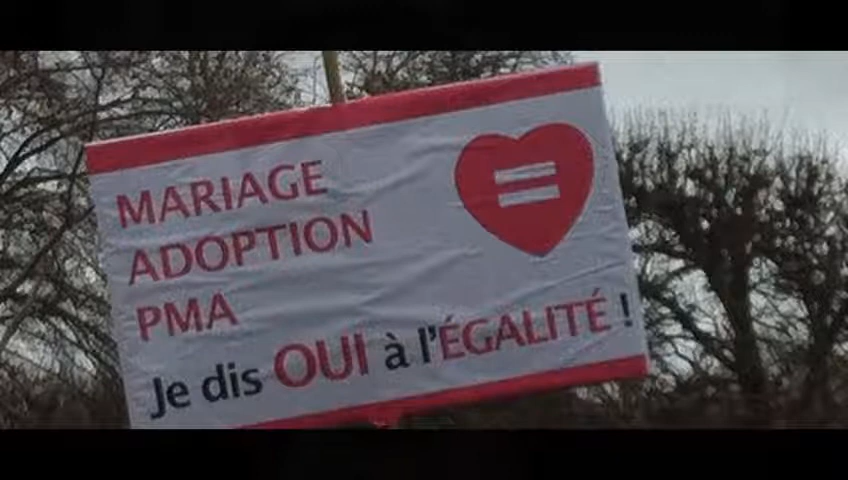 MARIAGE
ADOPTION
PMA
Je dis OUI à l'ÉGALITÉ !